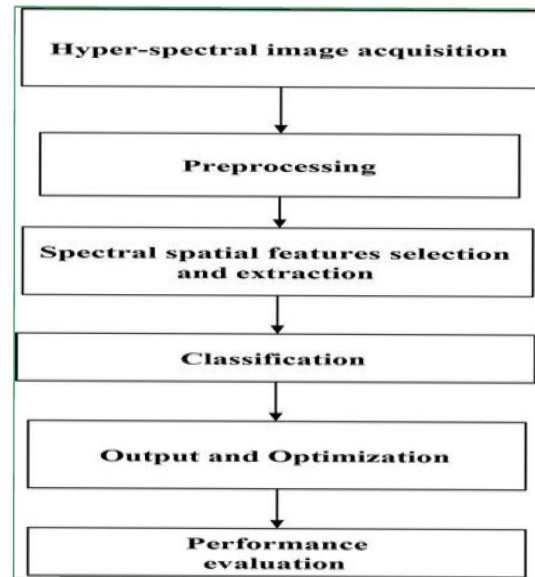 Hyper-spectral image acquisition
Preprocessing
Spectral spatial features selection
and extraction
Classification
Output and Optimization
Performance
evaluation